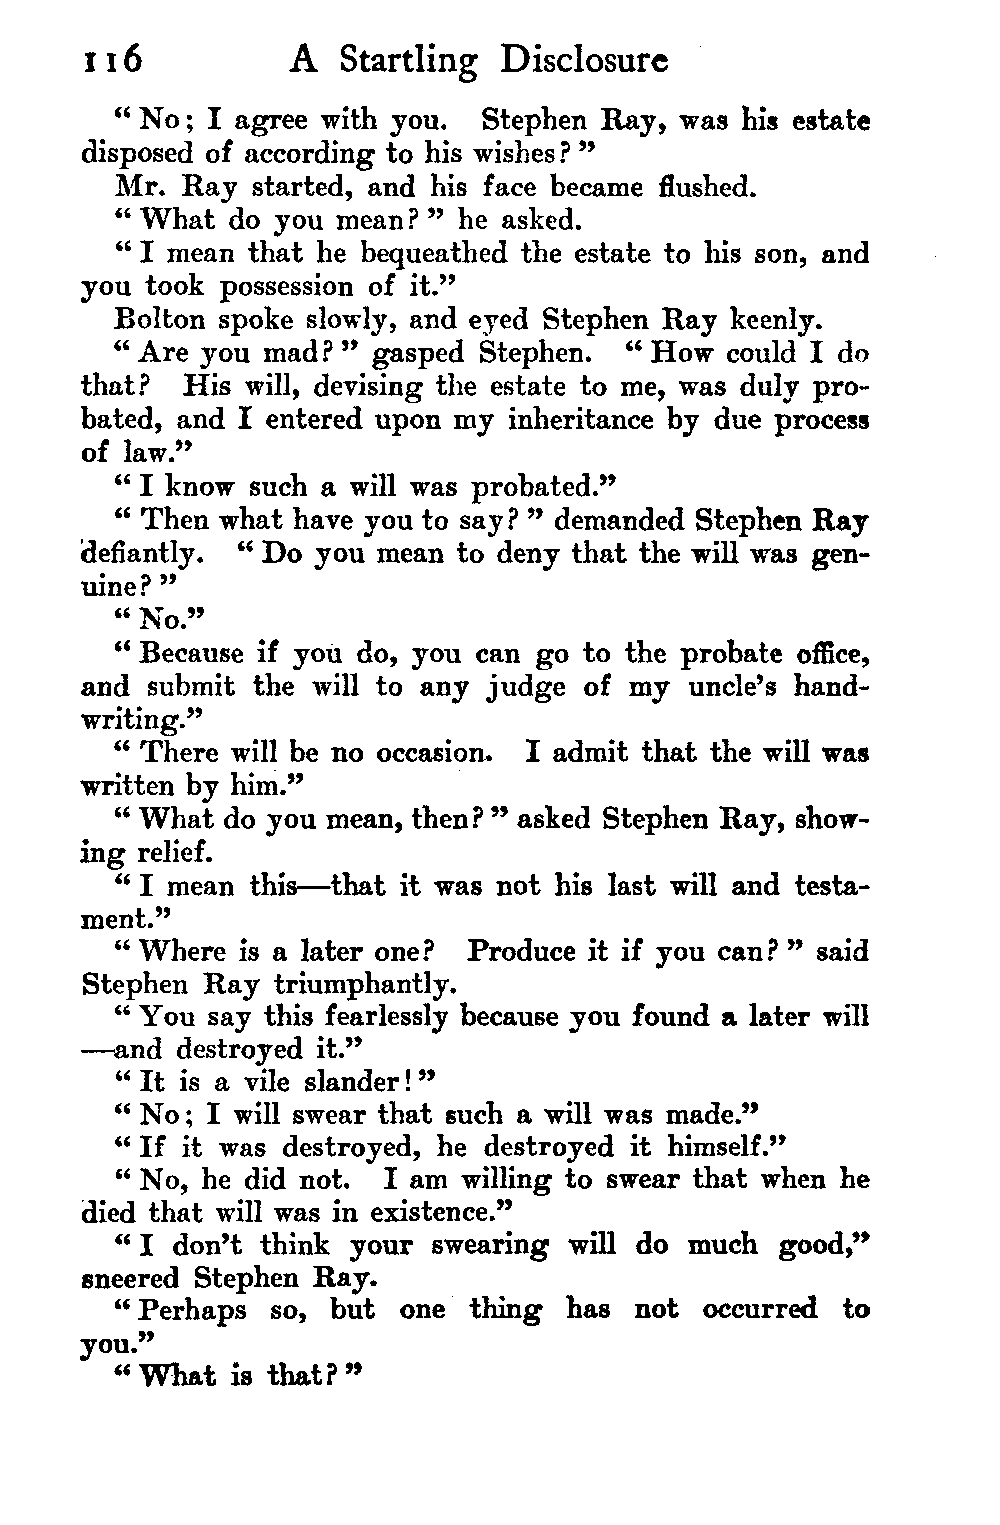 116 A Startling Disclosure
“No; I agree with you. Stephen Ray, was his estate
disposed of according to his wishes?”
Mr. Ray started, and his face became flushed.
“What do you mean?” he asked.
“I mean that he bequeathed the estate to his son, and
you took possession of it.”
Bolton spoke slowly, and eyed Stephen Ray keenly.
“Are you mad?” gasped Stephen. “How could I do
that? His will, devising the estate to me, was duly pro-
bated, and I entered upon my inheritance by due process
of law.”
“I know such a will was probated.”
“Then what have you to say?” demanded Stephen Ray
defiantly. “Do you mean to deny that the will was gen-
uine?”
“No.”
“Because if you do, you can go to the probate office,
and submit the will to any judge of my uncle’s hand-
writing.”
“There will be no occasion. I admit that the will was
written by him.”
“What do you mean, then?” asked Stephen Ray, show-
ing relief.
“I mean this—that it was not his last will and testa-
ment.”
“Where is a later one? Produce it if you can?” said
Stephen Ray triumphantly.
“You say this fearlessly because you found a later will
—and destroyed it.”
“It is a vile slander!”
“No; I will swear that such a will was made.”
“If it was destroyed, he destroyed it himself.”
“No, he did not. I am willing to swear that when he
died that will was in existence.”
“I don’t think your swearing will do much good,”
sneered Stephen Ray.
“Perhaps so, but one thing has not occurred to
you.”
“What is that?”